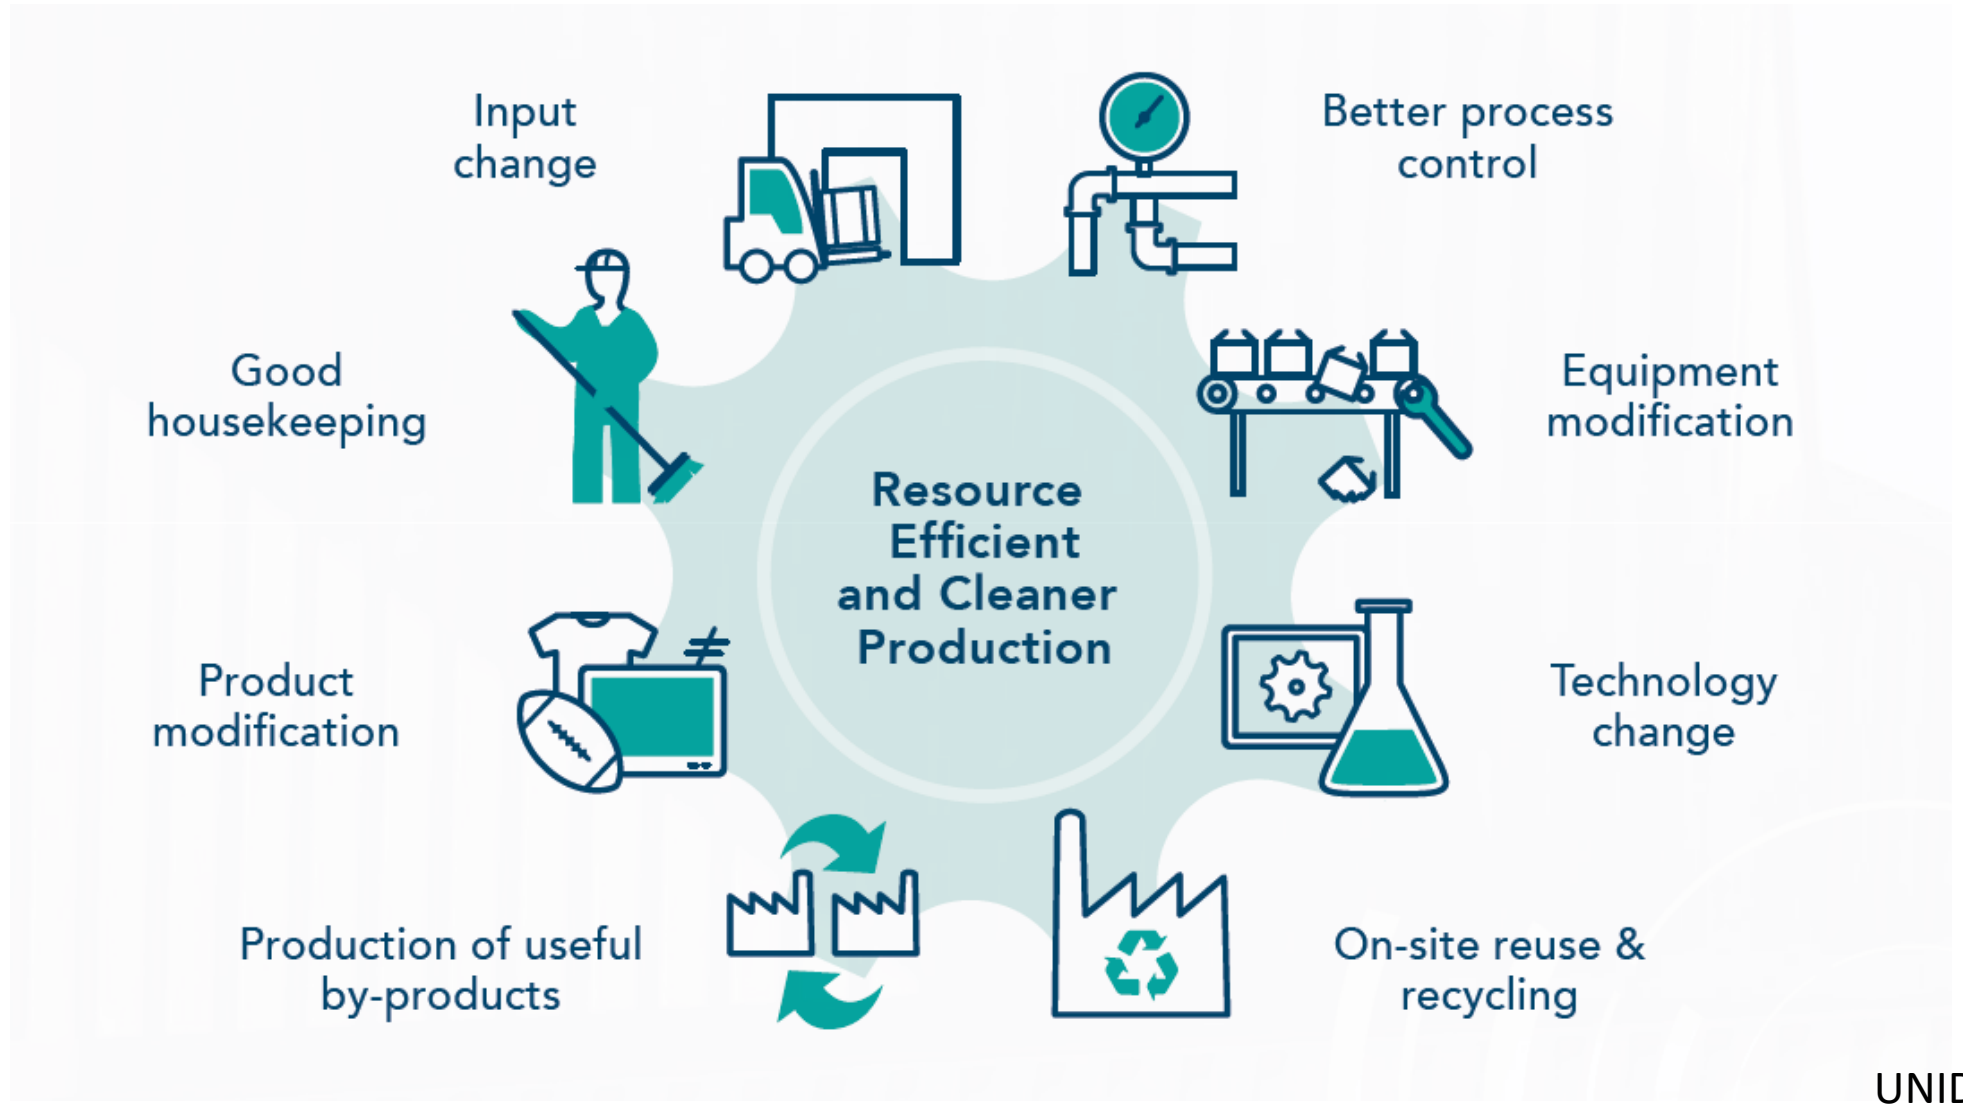 Input
change
Better process
control
Good
housekeeping
Equipment
modification
Resource
Efficient
and Cleaner
Production
Product
modification
Technology
change
Production of useful
by-products
On-site reuse &
recycling